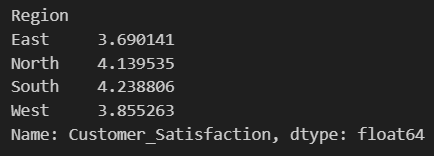 Region
East     3.690141
North    4.139535
South    4.238806
West     3.855263
Name: Customer_Satisfaction, dtype: float64